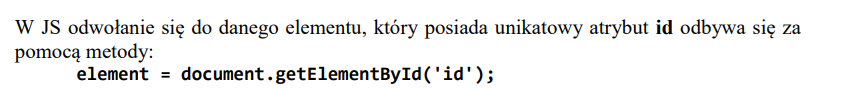 W JS odwołanie się do danego elementu, który posiada unikatowy atrybut id odbywa się za
pomocą metody:
element = document.getElementById('id');